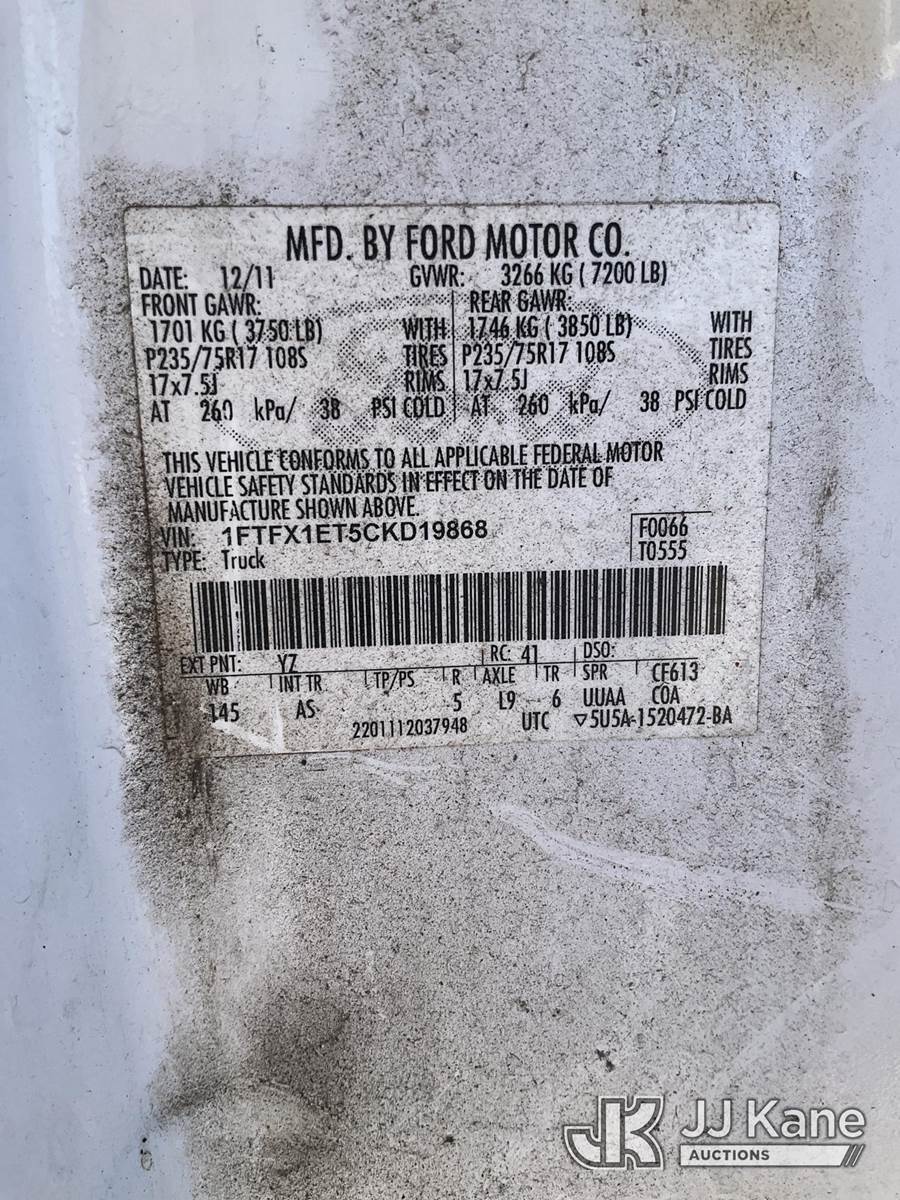 MFD. BY FORD MOTOR CO.
DATE: 12/11 GVWR: 3266 KG ( 7200 LB)
FRONT GAWR: REAR GAWR:
1701 KG ( 3750 LB) WITH 1746 KG ( 3850 LB) WITH
P235/75R17 108S TIRES P235/75R17 108S TIRES
17x7.5J RIMS 17x7.5J RIMS
AT 260 kPa/ 38 PSI COLD AT 260 kPa/ 38 PSI COLD
THIS VEHICLE CONFORMS TO ALL APPLICABLE FEDERAL MOTOR
VEHICLE SAFETY STANDARDS IN EFFECT ON THE DATE OF
MANUFACTURE SHOWN ABOVE.
VIN: 1FTFX1ET5CKD19868 F0066
TYPE: Truck T0555
EXT PNT: YZ RC: 41 DSO:
WB INT TR TP/PS R AXLE TR SPR CF613
145 AS 5 L9 6 UUAA COA
2201112037948 UTC ▽5U5A-1520472-BA
JK JJ Kane
AUCTIONS